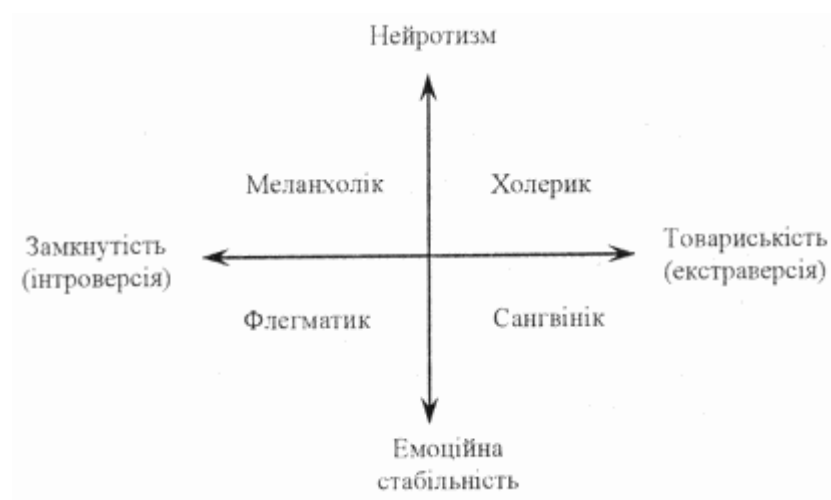 Нейротизм
Меланхолік
Холерик
Замкнутість
(інтроверсія)
Товариськість
(екстраверсія)
Флегматик
Сангвінік
Емоційна
стабільність